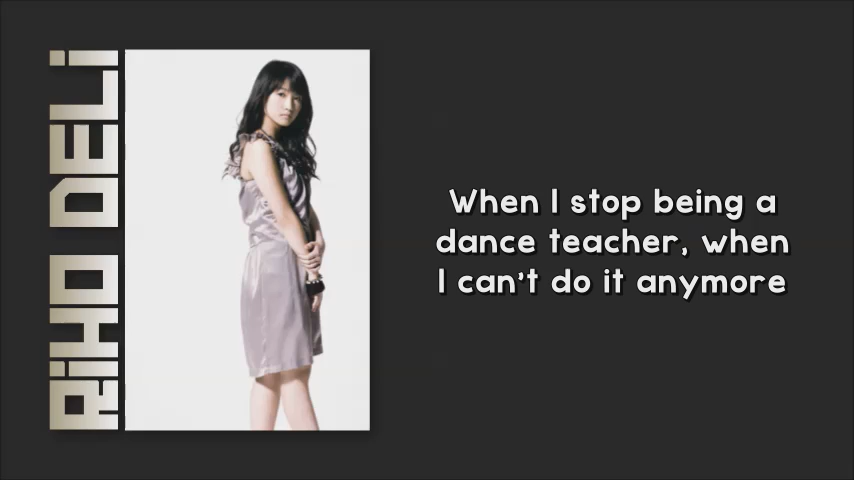 RiHO DELi
When I stop being a
dance teacher, when
I can't do it anymore